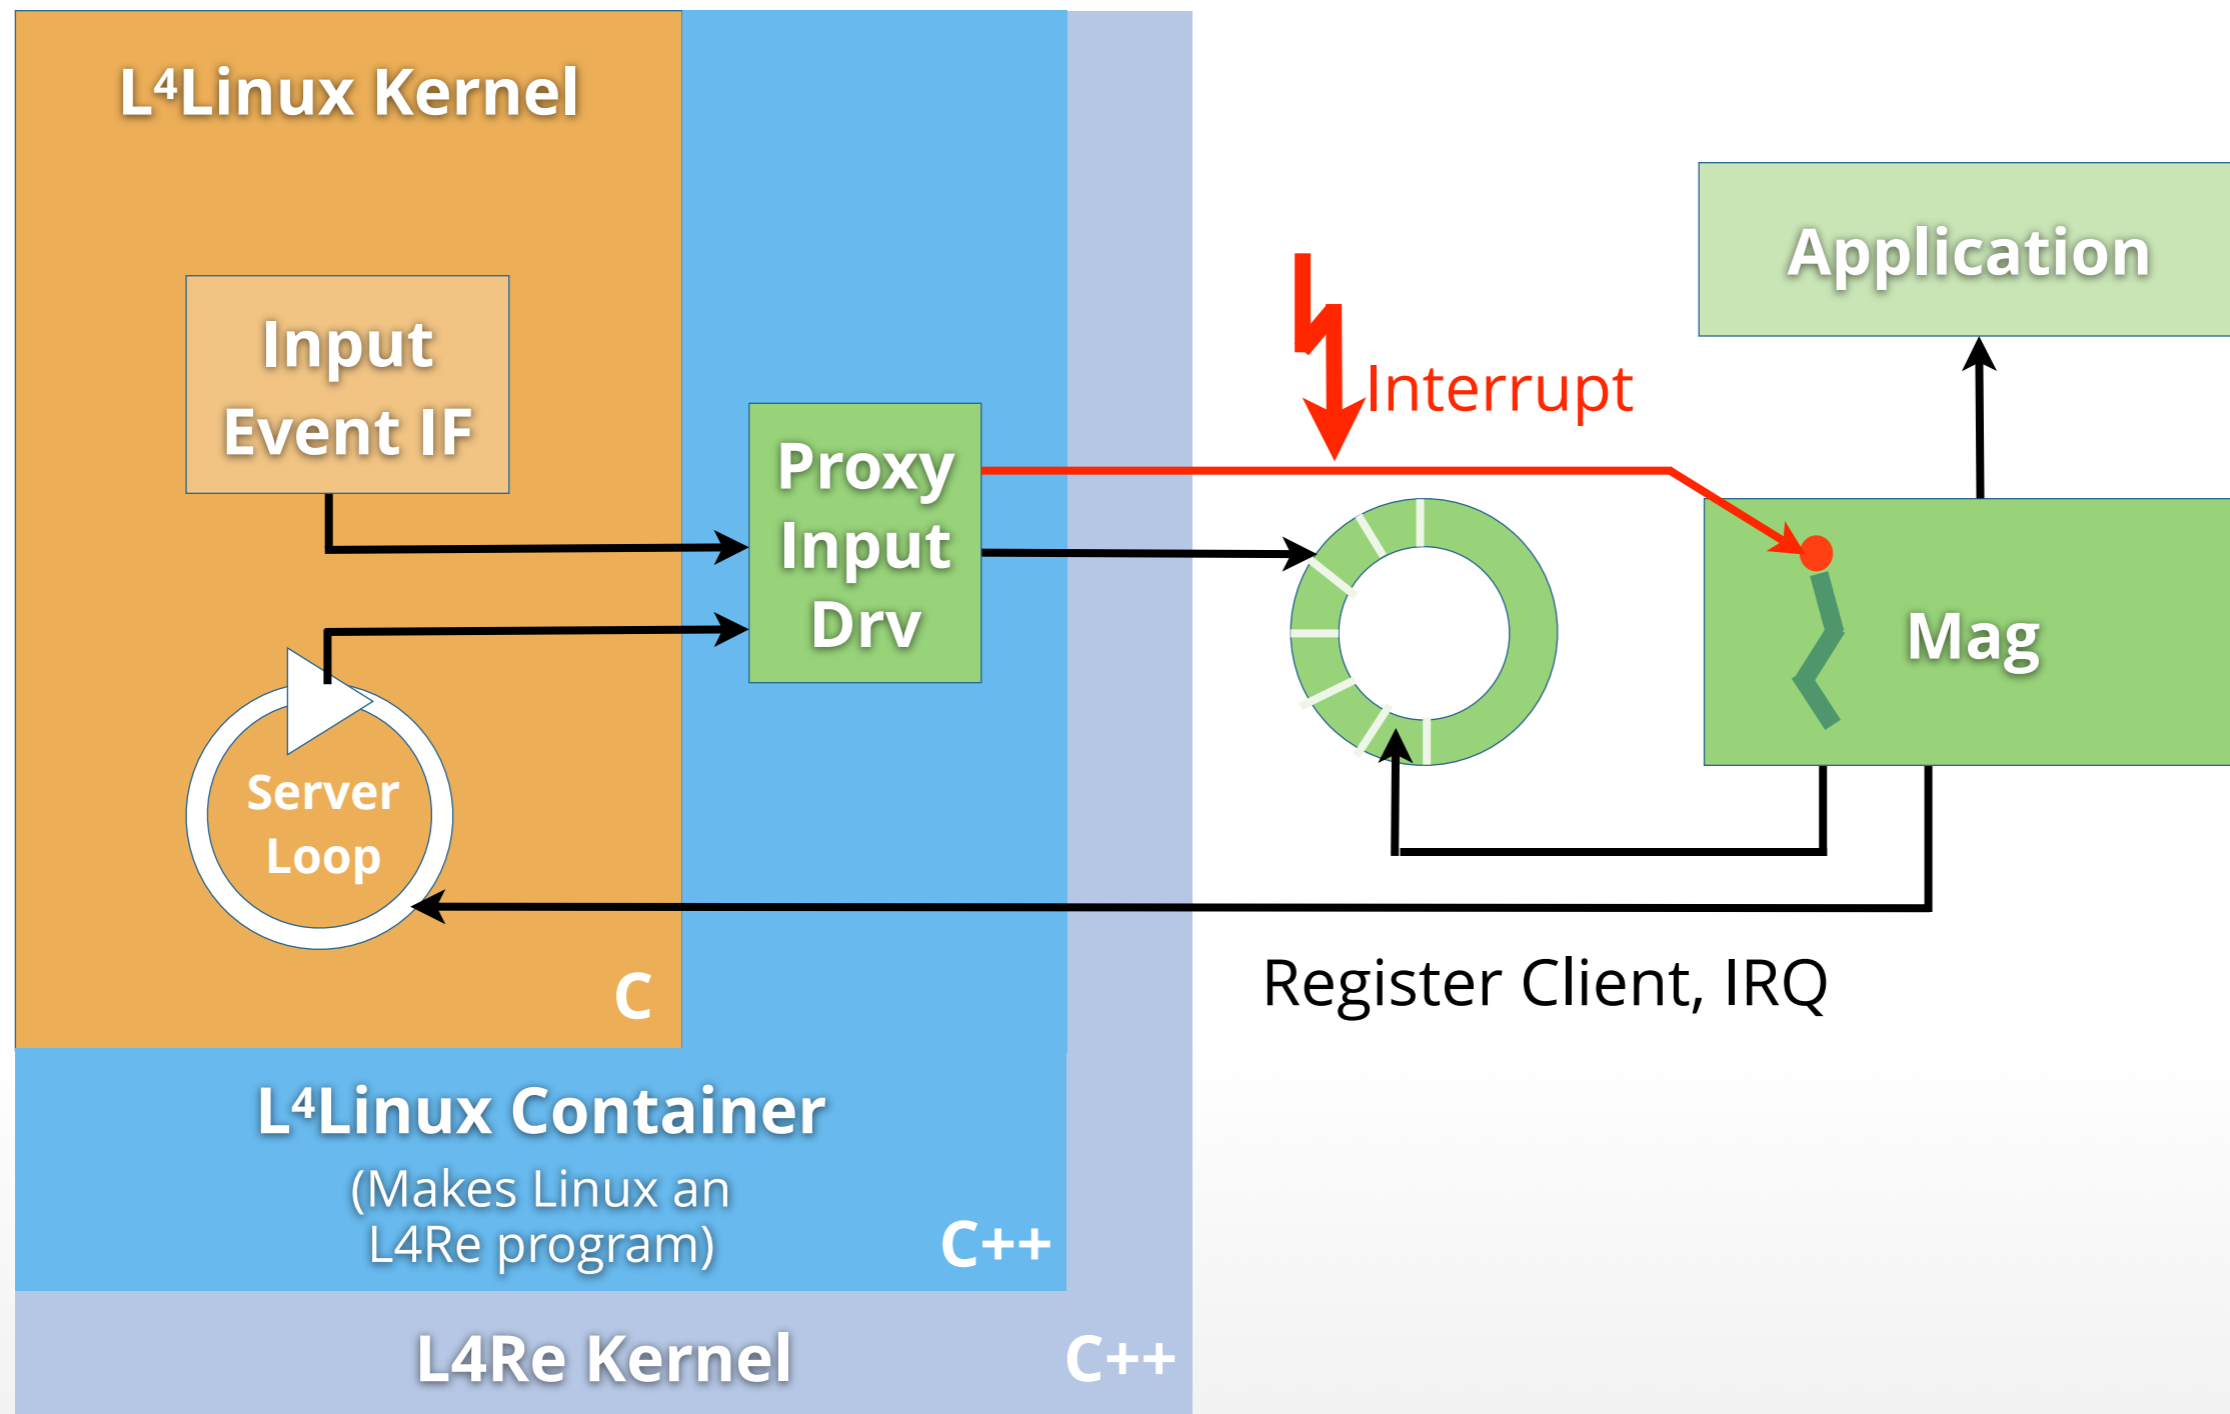 L⁴Linux Kernel
Input
Event IF
Proxy
Input
Drv
Interrupt
Application
Mag
Server
Loop
C
Register Client, IRQ
L⁴Linux Container
(Makes Linux an
L4Re program)
C++
L4Re Kernel
C++